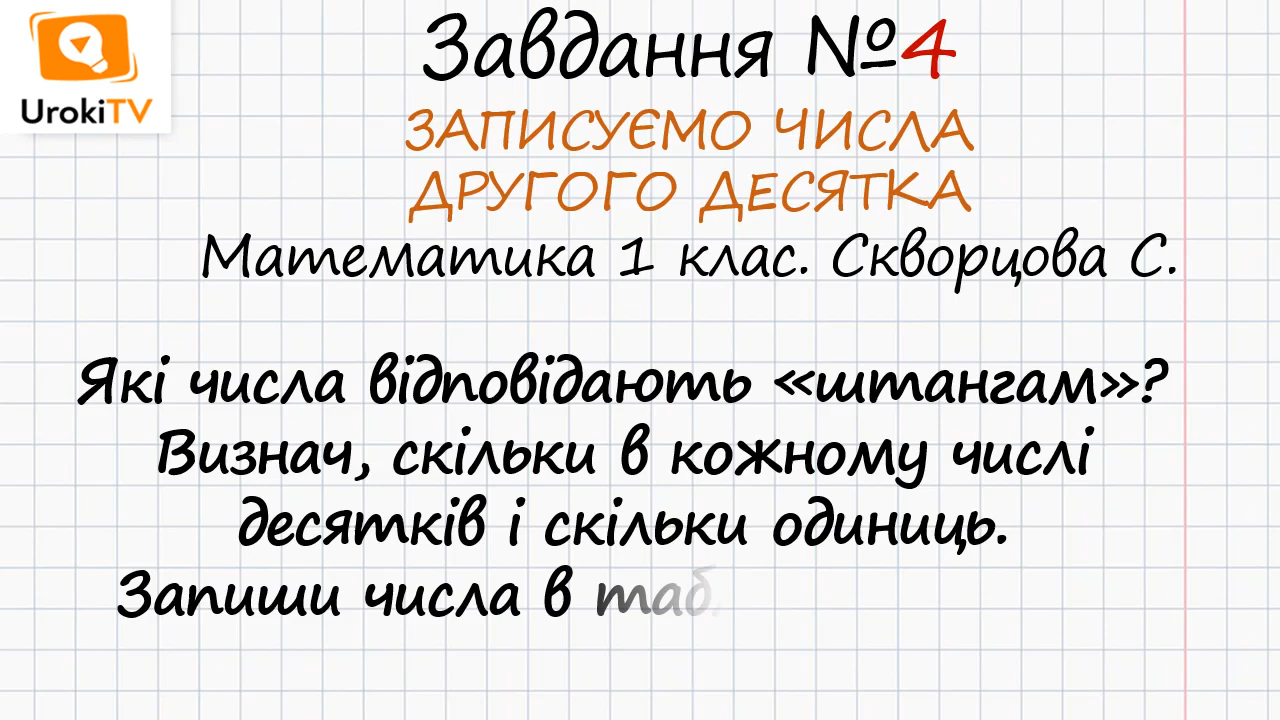 UrokiTV
Завдання №4
ЗАПИСУЄМО ЧИСЛА
ДРУГОГО ДЕСЯТКА
Математика 1 клас. Скворцова С.
Які числа відповідають «штангам»?
Визнач, скільки в кожному числі
десятків і скільки одиниць.
Запиши числа в